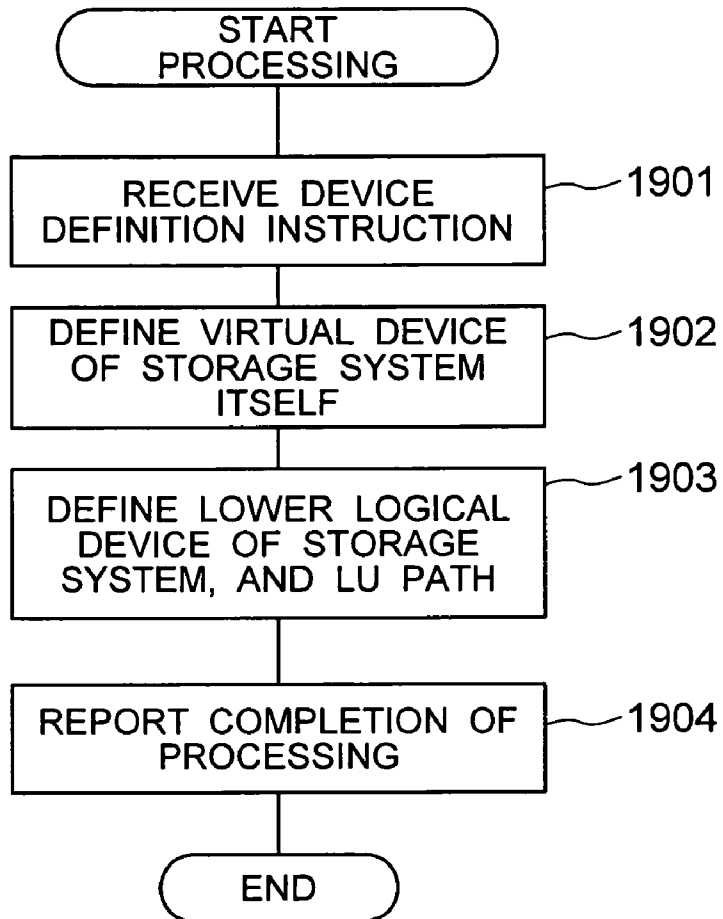 START
PROCESSING
RECEIVE DEVICE
DEFINITION INSTRUCTION
1901
DEFINE VIRTUAL DEVICE
OF STORAGE SYSTEM
ITSELF
1902
DEFINE LOWER LOGICAL
DEVICE OF STORAGE
SYSTEM, AND LU PATH
1903
REPORT COMPLETION OF
PROCESSING
1904
END